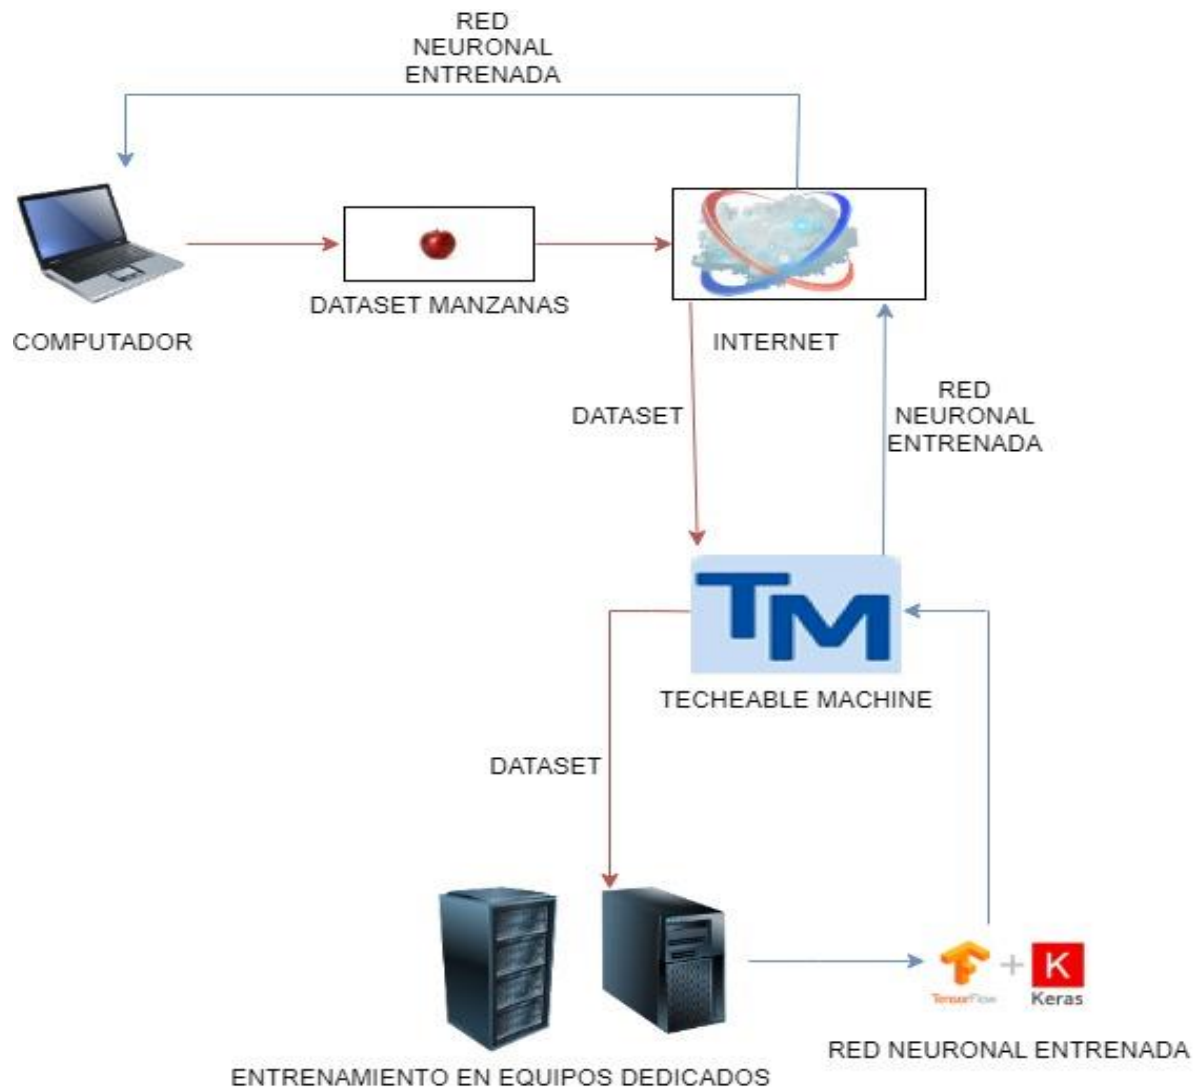 RED
NEURONAL
ENTRENADA
DATASET MANZANAS
COMPUTADOR
INTERNET
DATASET
RED
NEURONAL
ENTRENADA
TM
TECHEABLE MACHINE
DATASET
TensorFlow
+
K
Keras
RED NEURONAL ENTRENADA
ENTRENAMIENTO EN EQUIPOS DEDICADOS